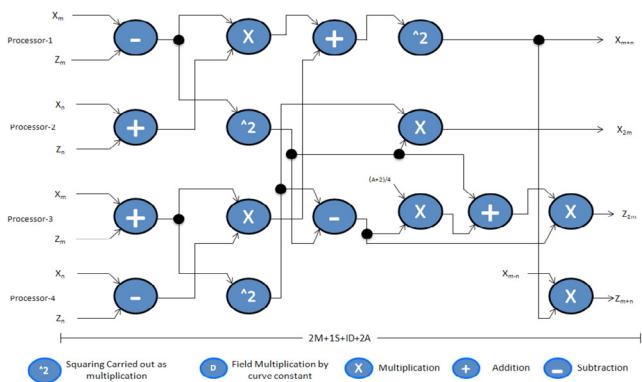 Xm
Processor-1
Zm
-
X
+
^2
Xm+n
Xn
Processor-2
Zn
+
^2
X
X2m
Xm
Processor-3
Zm
+
X
-
(A+2)/4
X
+
X
Z2m
Xn
Processor-4
Zn
-
^2
Xm-n
X
Zm+n
2M+1S+ID+2A
^2 Squaring Carried out as multiplication
D Field Multiplication by curve constant
X Multiplication
+ Addition
- Subtraction